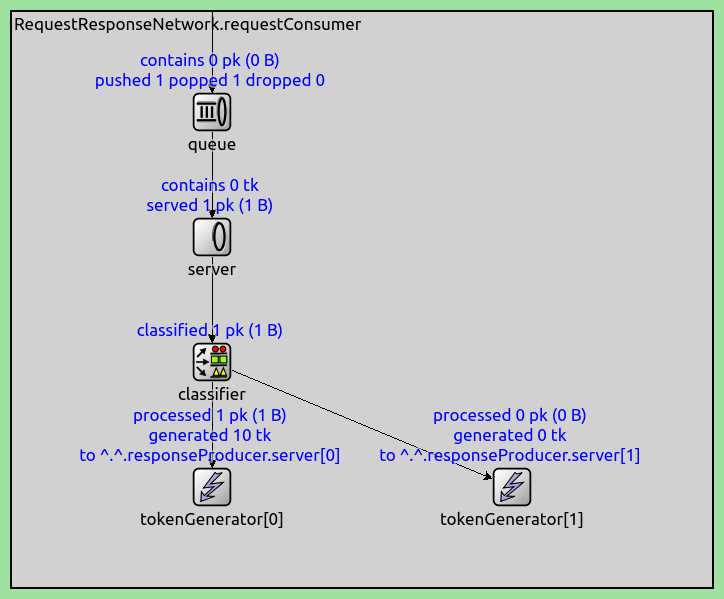 RequestResponseNetwork.requestConsumer
contains 0 pk (0 B)
pushed 1 popped 1 dropped 0
queue
contains 0 tk
served 1 pk (1 B)
server
classified 1 pk (1 B)
classifier
processed 1 pk (1 B)
generated 10 tk
to ^.^.responseProducer.server[0]
tokenGenerator[0]
processed 0 pk (0 B)
generated 0 tk
to ^.^.responseProducer.server[1]
tokenGenerator[1]